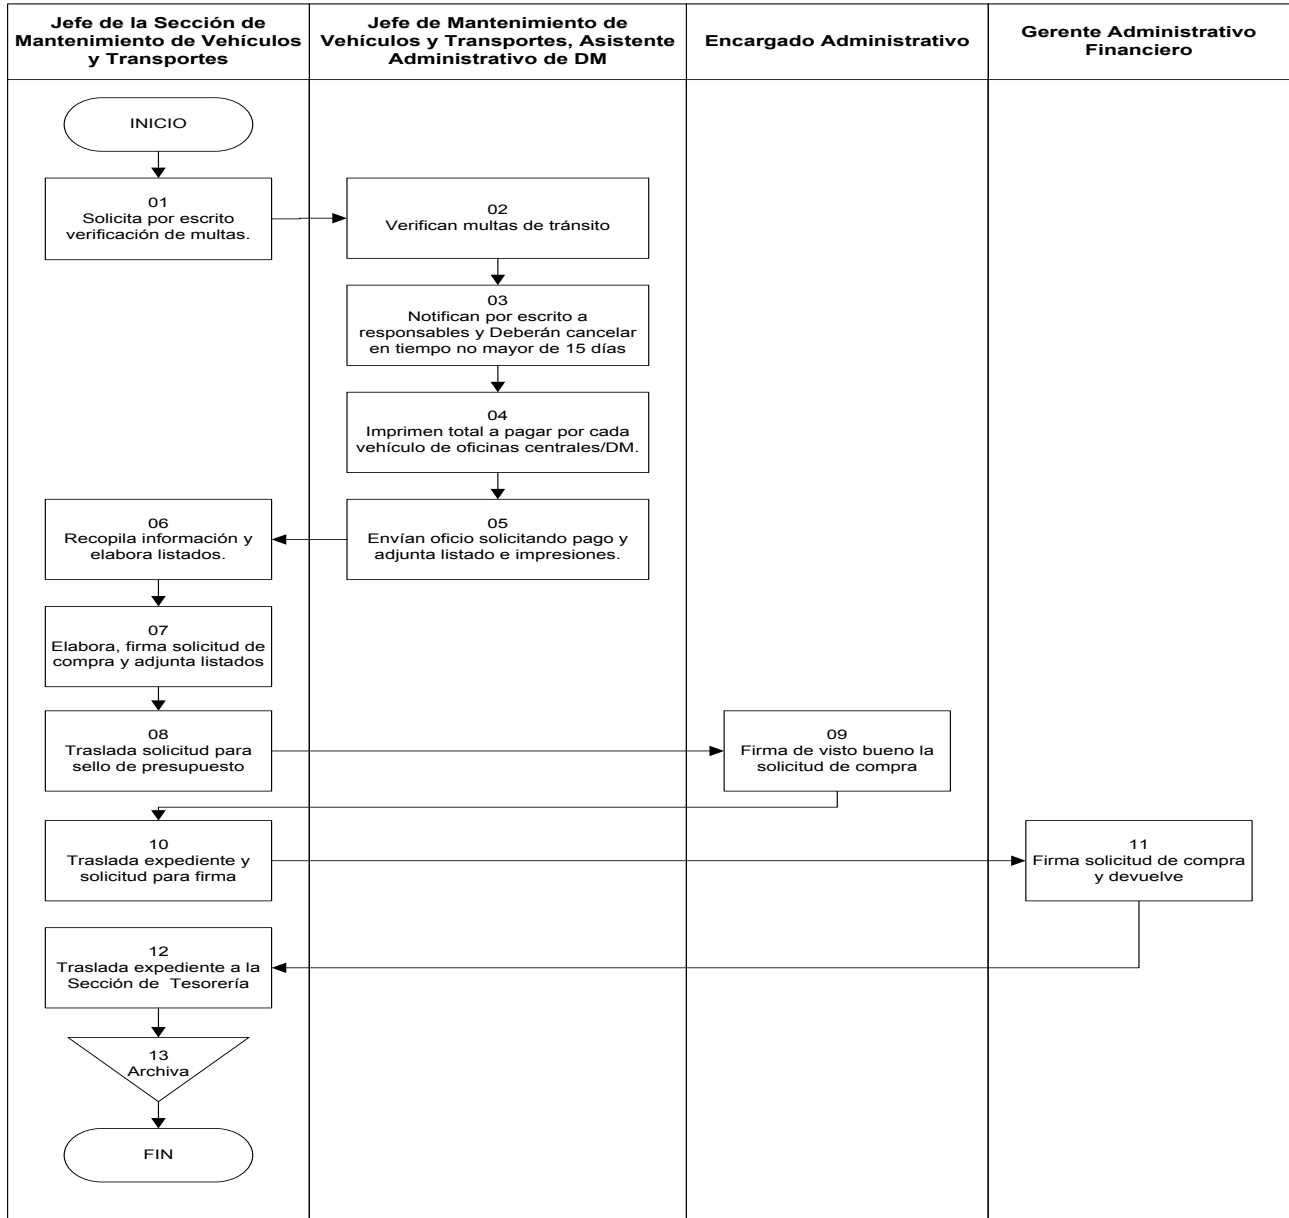 Jefe de la Sección de
Mantenimiento de Vehículos
y Transportes
Jefe de Mantenimiento de
Vehículos y Transportes, Asistente
Administrativo de DM
Encargado Administrativo
Gerente Administrativo
Financiero
INICIO
01
Solicita por escrito
verificación de multas.
02
Verifican multas de tránsito
03
Notifican por escrito a
responsables y Deberán cancelar
en tiempo no mayor de 15 días
04
Imprimen total a pagar por cada
vehículo de oficinas centrales/DM.
05
Envían oficio solicitando pago y
adjunta listado e impresiones.
06
Recopila información y
elabora listados.
07
Elabora, firma solicitud de
compra y adjunta listados
08
Traslada solicitud para
sello de presupuesto
09
Firma de visto bueno la
solicitud de compra
10
Traslada expediente y
solicitud para firma
11
Firma solicitud de compra
y devuelve
12
Traslada expediente a la
Sección de  Tesorería
13
Archiva
FIN